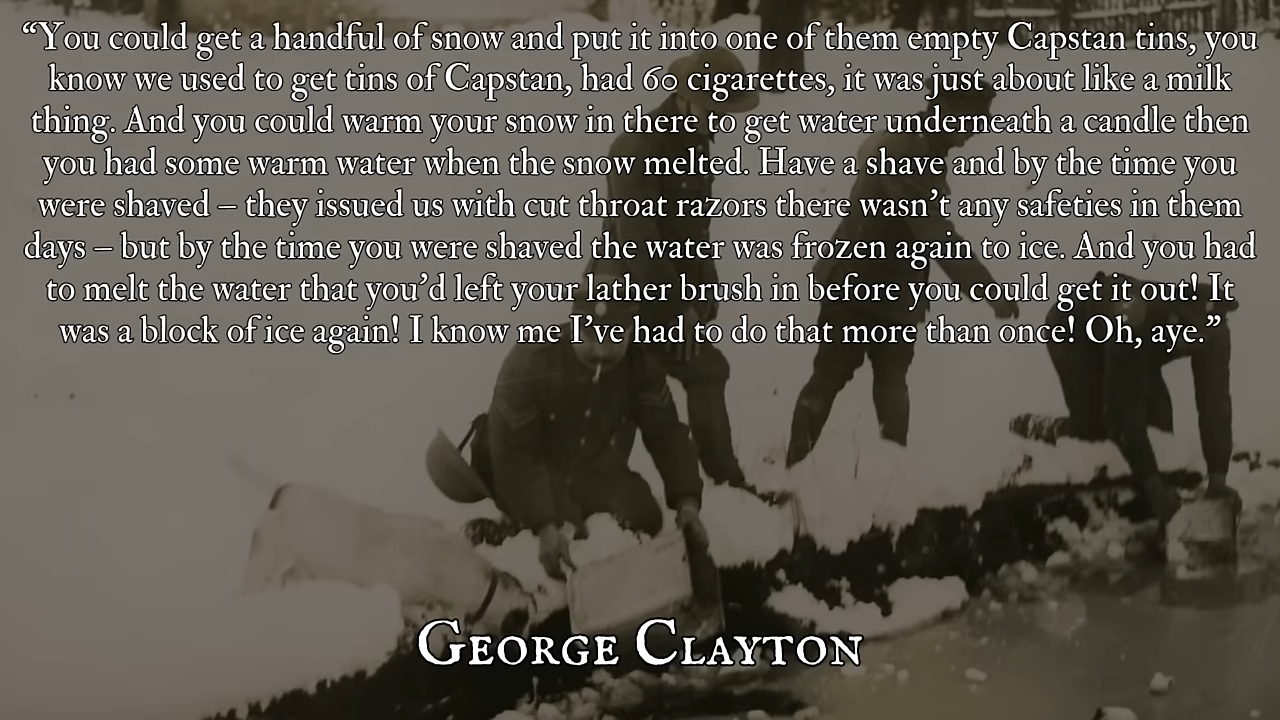 “You could get a handful of snow and put it into one of them empty Capstan tins, you
know we used to get tins of Capstan, had 60 cigarettes, it was just about like a milk
thing. And you could warm your snow in there to get water underneath a candle then
you had some warm water when the snow melted. Have a shave and by the time you
were shaved – they issued us with cut throat razors there wasn’t any safeties in them
days – but by the time you were shaved the water was frozen again to ice. And you had
to melt the water that you’d left your lather brush in before you could get it out! It
was a block of ice again! I know me I’ve had to do that more than once! Oh, aye.”
George Clayton